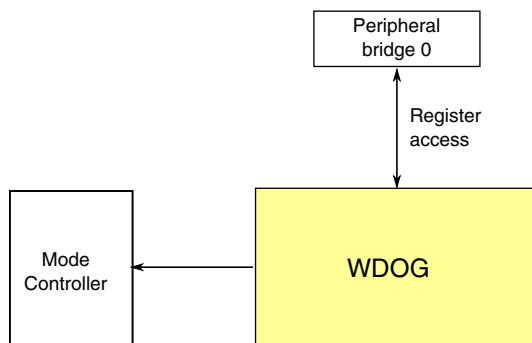 Peripheral
bridge 0
Register
access
Mode
Controller
WDOG